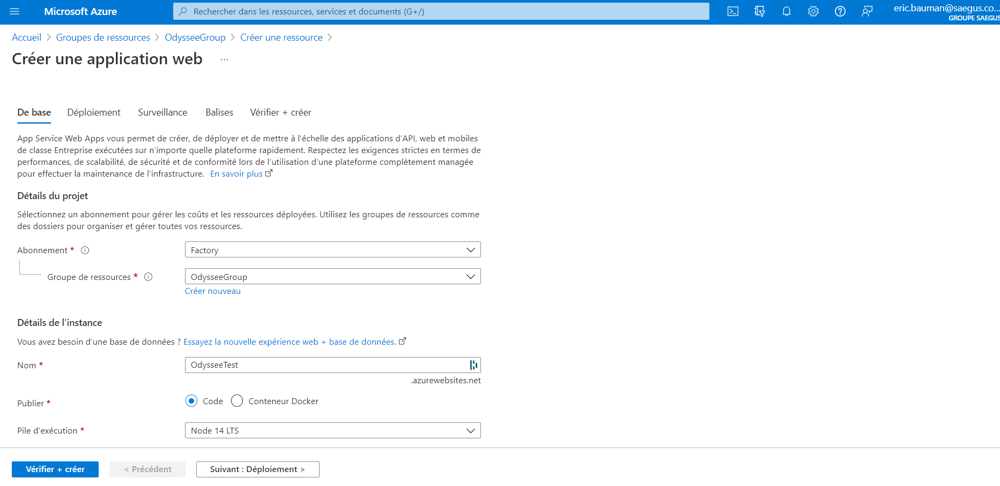 Microsoft Azure
Rechercher dans les ressources, services et documents (G+/)
eric.bauman@saegus.co...
GROUPE SAEGUS
Accueil > Groupes de ressources > OdysseeGroup > Créer une ressource >
Créer une application web ...
De base Déploiement Surveillance Balises Vérifier + créer
App Service Web Apps vous permet de créer, de déployer et de mettre à l’échelle des applications d’API, web et mobiles
de classe Entreprise exécutées sur n’importe quelle plateforme rapidement. Respectez les exigences strictes en termes de
performances, de scalabilité, de sécurité et de conformité lors de l’utilisation d’une plateforme complètement managée
pour effectuer la maintenance de l’infrastructure. En savoir plus
Détails du projet
Sélectionnez un abonnement pour gérer les coûts et les ressources déployées. Utilisez les groupes de ressources comme
des dossiers pour organiser et gérer toutes vos ressources.
Abonnement * Factory
Groupe de ressources * OdysseeGroup
Créer nouveau
Détails de l'instance
Vous avez besoin d’une base de données ? Essayez la nouvelle expérience web + base de données.
Nom * OdysseeTest
.azurewebsites.net
Publier * Code Conteneur Docker
Pile d'exécution * Node 14 LTS
Vérifier + créer < Précédent Suivant : Déploiement >